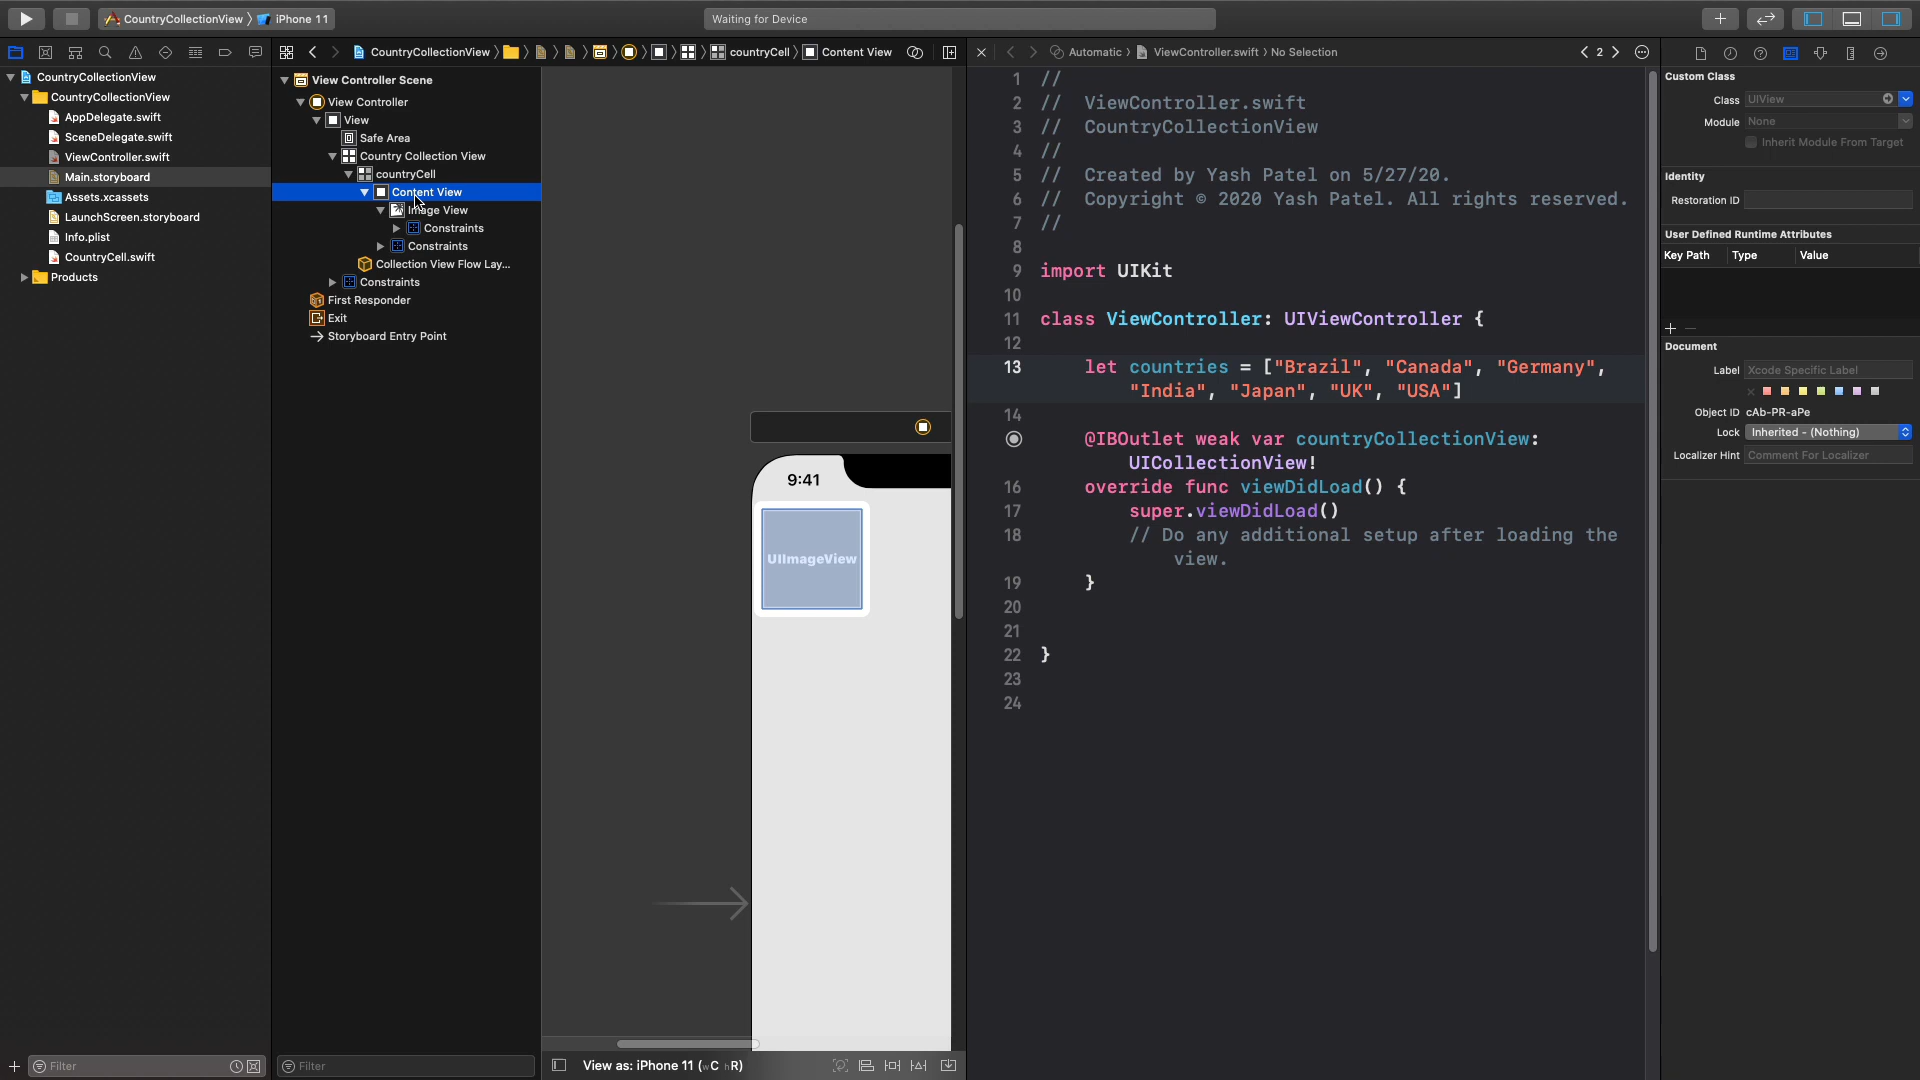 CountryCollectionView
iPhone 11
Waiting for Device
CountryCollectionView
countryCell
Content View
Automatic
ViewController.swift
No Selection
2
CountryCollectionView
CountryCollectionView
AppDelegate.swift
SceneDelegate.swift
ViewController.swift
Main.storyboard
Assets.xcassets
LaunchScreen.storyboard
Info.plist
CountryCell.swift
Products
Filter
View Controller Scene
View Controller
View
Safe Area
Country Collection View
countryCell
Content View
Image View
Constraints
Constraints
Collection View Flow Lay...
Constraints
First Responder
Exit
Storyboard Entry Point
Filter
9:41
UIImageView
View as: iPhone 11 (wC hR)
1 //
2 // ViewController.swift
3 // CountryCollectionView
4 //
5 // Created by Yash Patel on 5/27/20.
6 // Copyright © 2020 Yash Patel. All rights reserved.
7 //
8
9 import UIKit
10
11 class ViewController: UIViewController {
12
13 let countries = ["Brazil", "Canada", "Germany",
"India", "Japan", "UK", "USA"]
14
@IBOutlet weak var countryCollectionView:
UICollectionView!
16 override func viewDidLoad() {
17 super.viewDidLoad()
18 // Do any additional setup after loading the
view.
19 }
20
21
22 }
23
24
Custom Class
Class UIView
Module None
Inherit Module From Target
Identity
Restoration ID
User Defined Runtime Attributes
Key Path Type Value
Document
Label Xcode Specific Label
Object ID cAb-PR-aPe
Lock Inherited - (Nothing)
Localizer Hint Comment For Localizer